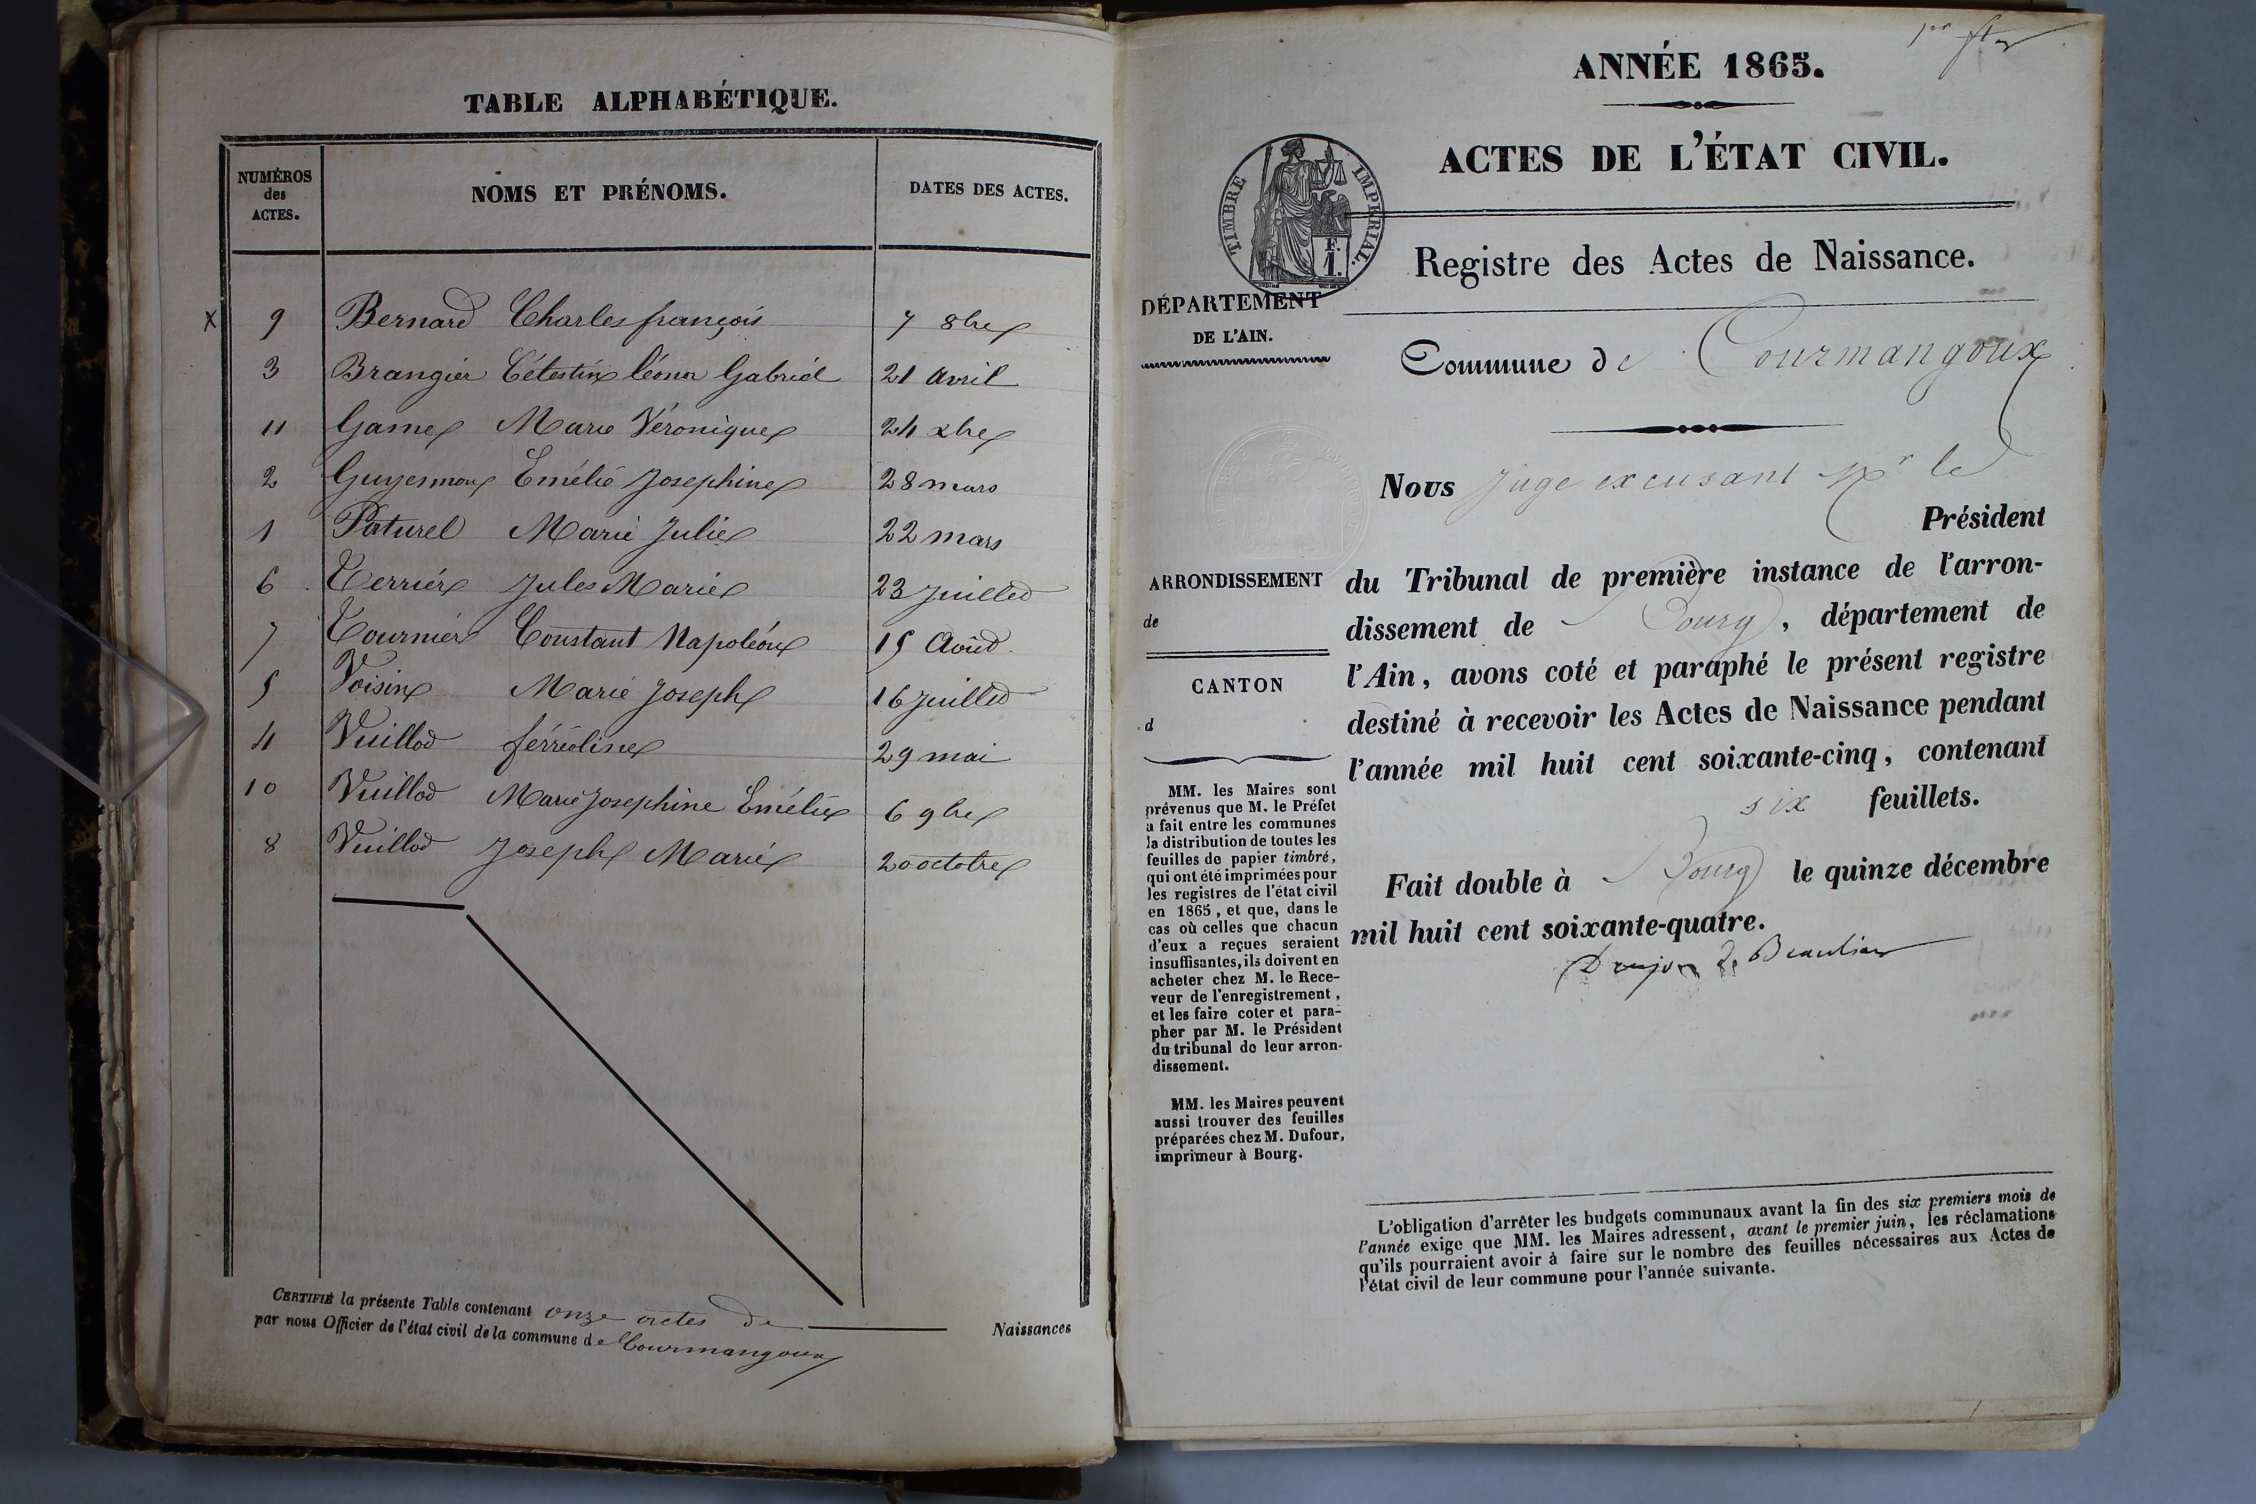 TABLE ALPHABÉTIQUE.
NUMÉROS des ACTES. NOMS ET PRÉNOMS. DATES DES ACTES.
x 9 Bernard Charles françois 7 8bre
3 Brangier Célestin léonor Gabriel 21 avril
11 Game Marie Véronique 24 xbre
2 Guyennon Emélie Josephine 28 mars
1 Paturel Marie Julie 22 mars
6 Terrier Jules Marie 23 Juillet
7 Tournier Constant Napoléon 15 Août
5 Voisin Marie Joseph 16 juillet
4 Vuillod ferréoline 29 mai
10 Vuillod Marie Josephine Emélie 6 9bre
8 Vuillod Joseph Marie 20 octobre
CERTIFIÉ la présente Table contenant onze actes de Naissances
par nous Officier de l'état civil de la commune de Courmangoux
1er
ANNÉE 1865.
ACTES DE L'ÉTAT CIVIL.
TIMBRE IMPERIAL.
F.
1.
Registre des Actes de Naissance.
DÉPARTEMENT
DE L'AIN.
Commune de Courmangoux
Nous Juge excusant Mr le
Président
du Tribunal de première instance de l'arron-
dissement de Bourg, département de
l'Ain, avons coté et paraphé le présent registre
destiné à recevoir les Actes de Naissance pendant
l'année mil huit cent soixante-cinq, contenant
six feuillets.
Fait double à Bourg le quinze décembre
mil huit cent soixante-quatre.
de Beaulieu
ARRONDISSEMENT
de
CANTON
d
MM. les Maires sont
prévenus que M. le Préfet
a fait entre les communes
la distribution de toutes les
feuilles de papier timbré,
qui ont été imprimées pour
les registres de l'état civil
en 1865, et que, dans le
cas où celles que chacun
d'eux a reçues seraient
insuffisantes, ils doivent en
acheter chez M. le Rece-
veur de l'enregistrement,
et les faire coter et para-
pher par M. le Président
du tribunal de leur arron-
dissement.
MM. les Maires peuvent
aussi trouver des feuilles
préparées chez M. Dufour,
imprimeur à Bourg.
L'obligation d'arrêter les budgets communaux avant la fin des six premiers mois de
l'année exige que MM. les Maires adressent, avant le premier juin, les réclamations
qu'ils pourraient avoir à faire sur le nombre des feuilles nécessaires aux Actes de
l'état civil de leur commune pour l'année suivante.